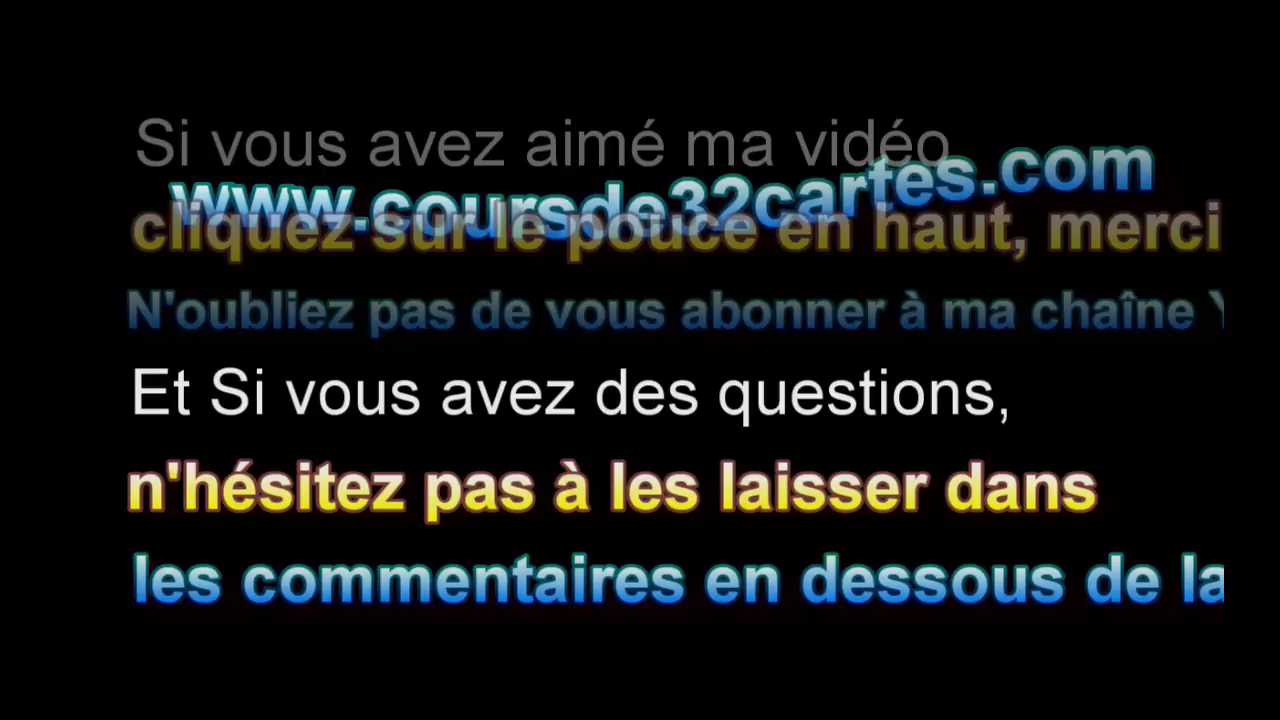 Si vous avez aimé ma vidéo
www.coursde32cartes.com
cliquez sur le pouce en haut, merci
N'oubliez pas de vous abonner à ma chaîne
Et Si vous avez des questions,
n'hésitez pas à les laisser dans
les commentaires en dessous de la